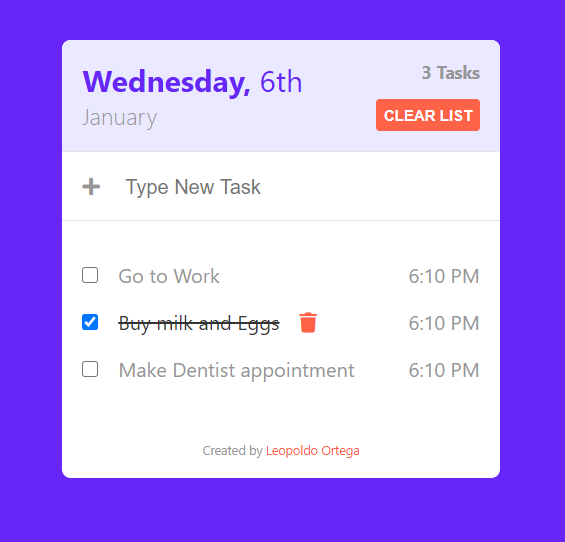 Wednesday, 6th
January
3 Tasks
CLEAR LIST
Type New Task
Go to Work 6:10 PM
Buy milk and Eggs 6:10 PM
Make Dentist appointment 6:10 PM
Created by Leopoldo Ortega